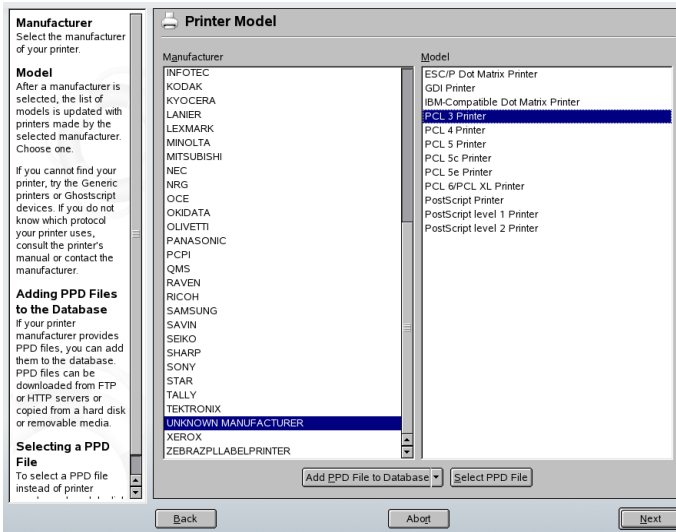 Manufacturer
Select the manufacturer
of your printer.
Model
After a manufacturer is
selected, the list of
models is updated with
printers made by the
selected manufacturer.
Choose one.
If you cannot find your
printer, try the Generic
printers or Ghostscript
devices. If you do not
know which protocol
your printer uses,
consult the printer's
manual or contact the
manufacturer.
Adding PPD Files
to the Database
If your printer
manufacturer provides
PPD files, you can add
them to the database.
PPD files can be
downloaded from FTP
or HTTP servers or
copied from a hard disk
or removable media.
Selecting a PPD
File
To select a PPD file
instead of printer
Printer Model
Manufacturer
INFOTEC
KODAK
KYOCERA
LANIER
LEXMARK
MINOLTA
MITSUBISHI
NEC
NRG
OCE
OKIDATA
OLIVETTI
PANASONIC
PCPI
QMS
RAVEN
RICOH
SAMSUNG
SAVIN
SEIKO
SHARP
SONY
STAR
TALLY
TEKTRONIX
UNKNOWN MANUFACTURER
XEROX
ZEBRAZPLLABELPRINTER
Model
ESC/P Dot Matrix Printer
GDI Printer
IBM-Compatible Dot Matrix Printer
PCL 3 Printer
PCL 4 Printer
PCL 5 Printer
PCL 5c Printer
PCL 5e Printer
PCL 6/PCL XL Printer
PostScript Printer
PostScript level 1 Printer
PostScript level 2 Printer
Add PPD File to Database
Select PPD File
Back
Abort
Next